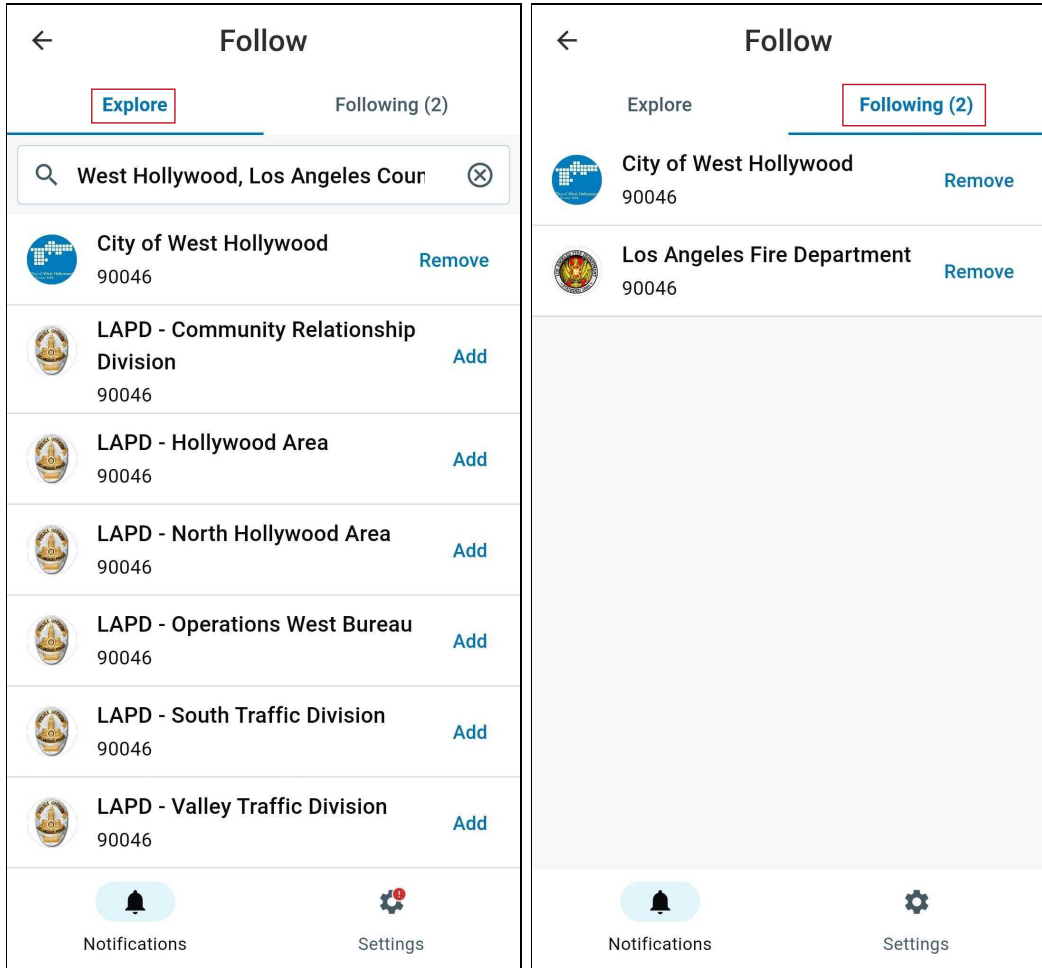 Follow
Explore
Following (2)
West Hollywood, Los Angeles Coun
City of West Hollywood
90046
Remove
LAPD - Community Relationship
Division
90046
Add
LAPD - Hollywood Area
90046
Add
LAPD - North Hollywood Area
90046
Add
LAPD - Operations West Bureau
90046
Add
LAPD - South Traffic Division
90046
Add
LAPD - Valley Traffic Division
90046
Add
Notifications
Settings
Follow
Explore
Following (2)
City of West Hollywood
90046
Remove
Los Angeles Fire Department
90046
Remove
Notifications
Settings